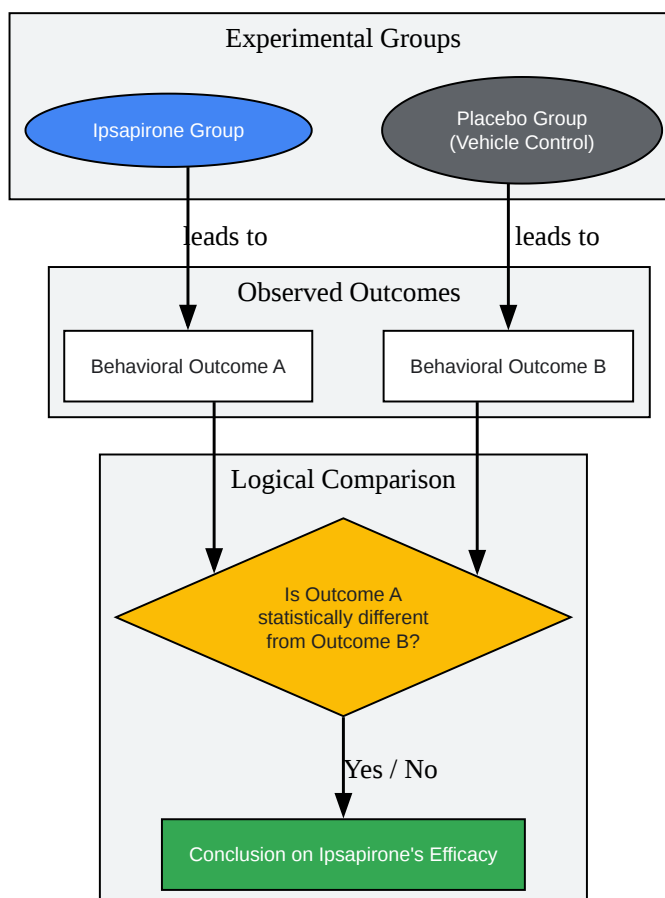 Experimental Groups
Ipsapirone Group
Placebo Group
(Vehicle Control)
leads to
leads to
Observed Outcomes
Behavioral Outcome A
Behavioral Outcome B
Logical Comparison
Is Outcome A
statistically different
from Outcome B?
Yes / No
Conclusion on Ipsapirone's Efficacy